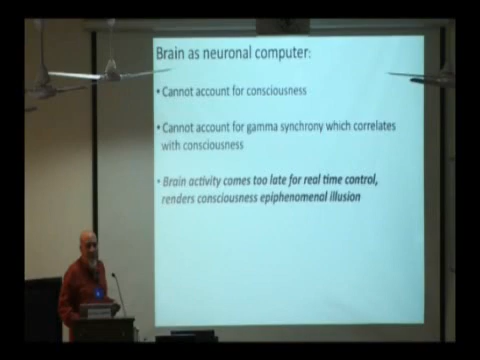 Brain as neuronal computer:
• Cannot account for consciousness
• Cannot account for gamma synchrony which correlates
with consciousness
• Brain activity comes too late for real time control,
renders consciousness epiphenomenal illusion